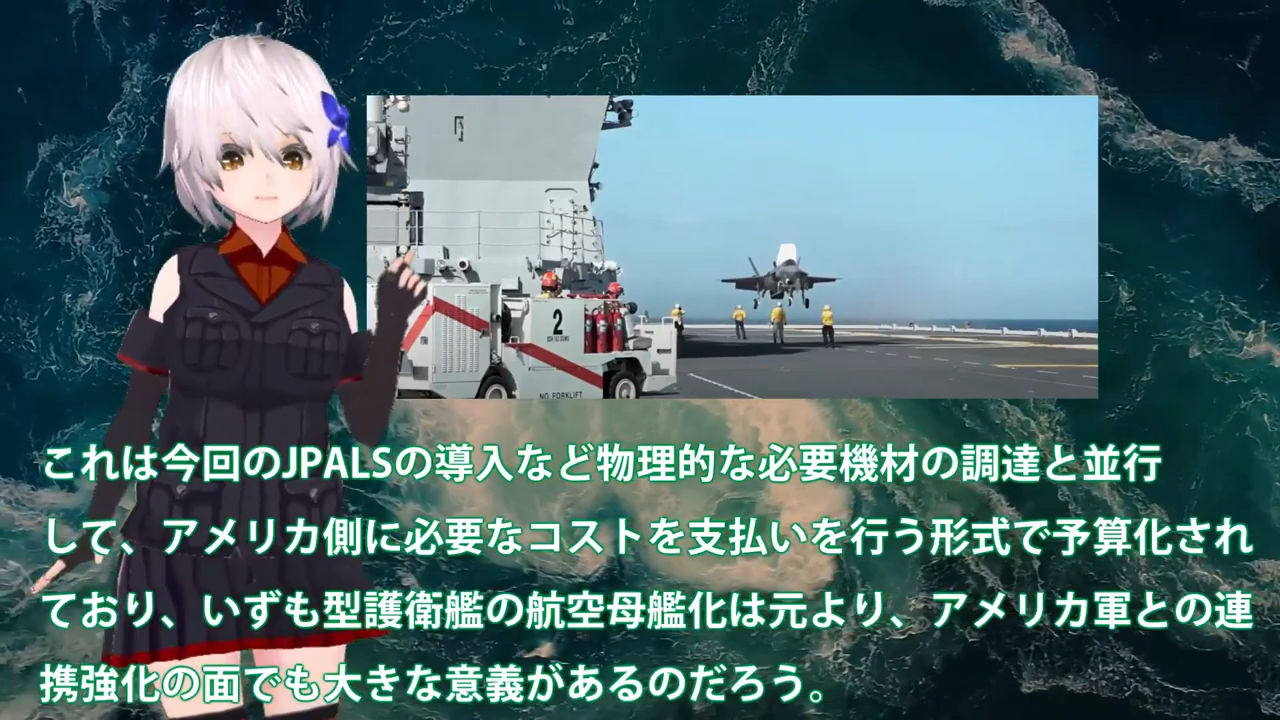 2
NO FORKLIFT
これは今回のJPALSの導入など物理的な必要機材の調達と並行
して、アメリカ側に必要なコストを支払いを行う形式で予算化され
ており、いずも型護衛艦の航空母艦化は元より、アメリカ軍との連
携強化の面でも大きな意義があるのだろう。